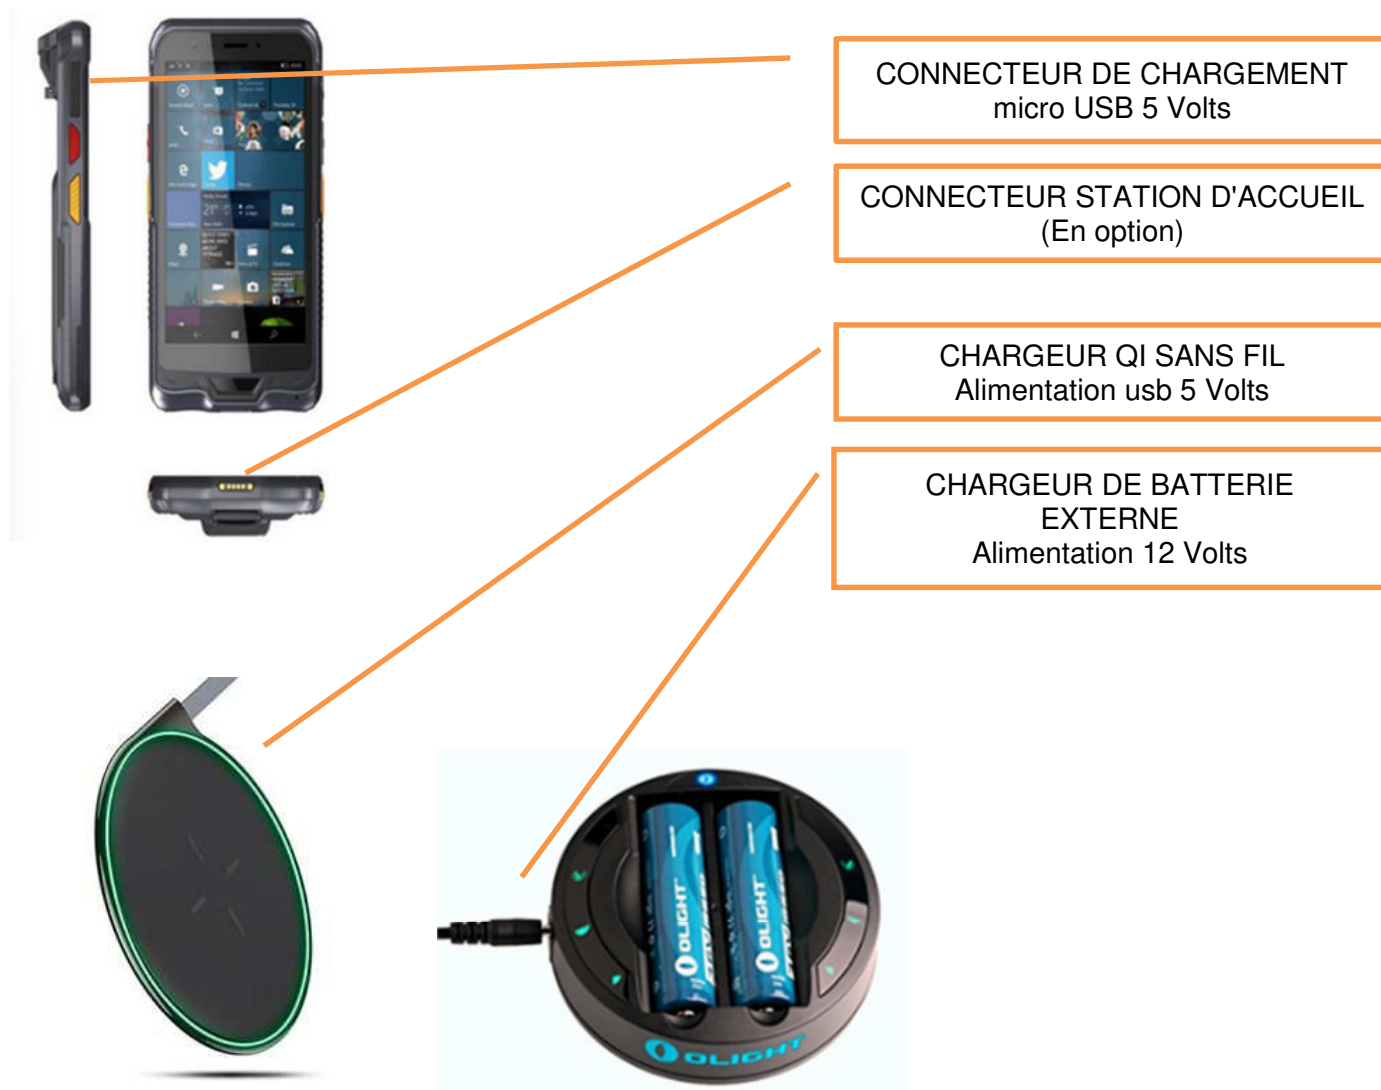 CONNECTEUR DE CHARGEMENT
micro USB 5 Volts
CONNECTEUR STATION D'ACCUEIL
(En option)
CHARGEUR QI SANS FIL
Alimentation usb 5 Volts
CHARGEUR DE BATTERIE
EXTERNE
Alimentation 12 Volts
OLIGHT
OLIGHT
OLIGHT